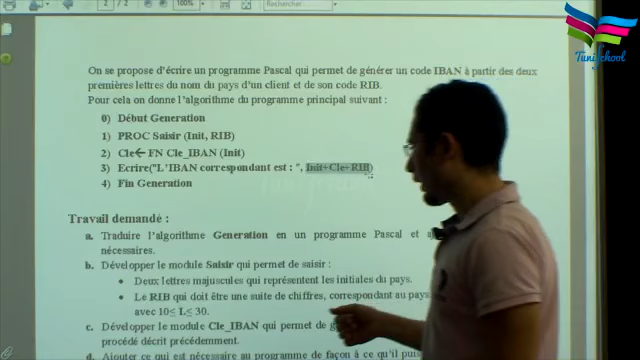 2 / 2
100%
Rechercher
TuniSchool
On se propose d'écrire un programme Pascal qui permet de générer un code IBAN à partir des deux
premières lettres du nom du pays d'un client et de son code RIB.
Pour cela on donne l'algorithme du programme principal suivant :
0) Début Generation
1) PROC Saisir (Init, RIB)
2) Cle← FN Cle_IBAN (Init)
3) Ecrire("L'IBAN correspondant est : ", Init+Cle+RIB)
4) Fin Generation
Travail demandé :
a. Traduire l'algorithme Generation en un programme Pascal et
nécessaires.
b. Développer le module Saisir qui permet de saisir :
• Deux lettres majuscules qui représentent les initiales du pays.
• Le RIB qui doit être une suite de chiffres, correspondant au pays
avec 10≤ L≤ 30.
c. Développer le module Cle_IBAN qui permet de
procédé décrit précédemment.
d. Ajouter ce qui est nécessaire au programme de façon à ce qu'il